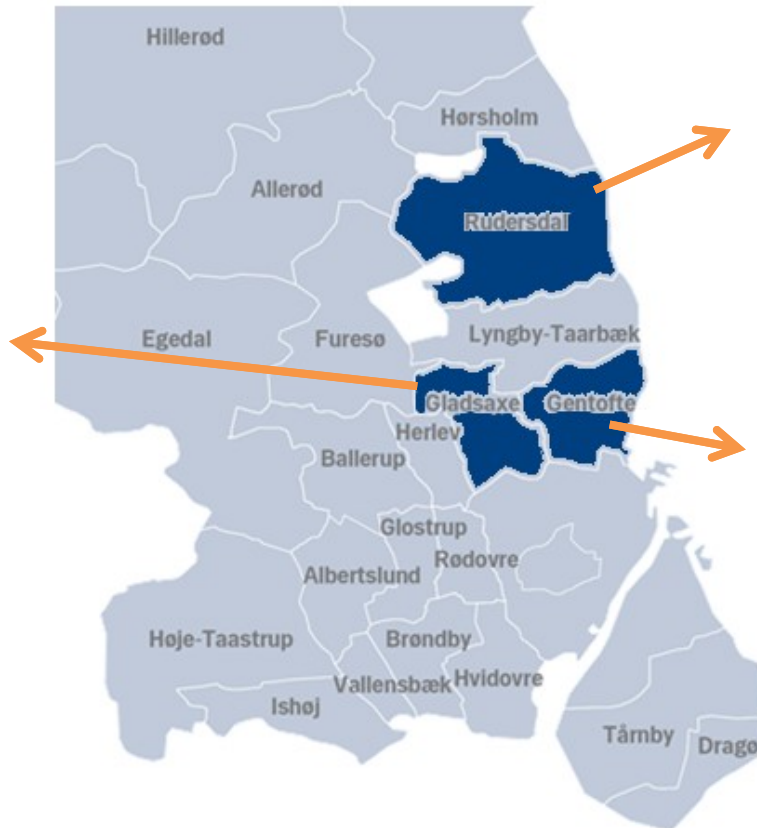 Hillerød
Hørsholm
Allerød
Rudersdal
Egedal
Furesø
Lyngby-Taarbæk
Gladsaxe
Gentofte
Herlev
Ballerup
Glostrup
Rødovre
Albertslund
Høje-Taastrup
Brøndby
Vallensbæk
Hvidovre
Ishøj
Tårnby
Dragø